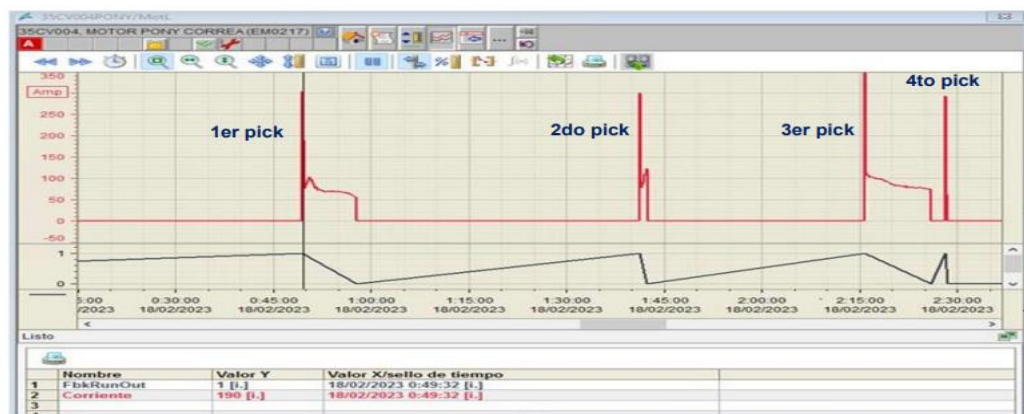 35CV004PONY/MotL
35CV004, MOTOR PONY CORREA (EM0217)
A
350
Amp
250
200
150
100
50
0
-50
1er pick
2do pick
3er pick
4to pick
1
0
5:00 0:30:00 0:45:00 1:00:00 1:15:00 1:30:00 1:45:00 2:00:00 2:15:00 2:30:00
/2023 18/02/2023 18/02/2023 18/02/2023 18/02/2023 18/02/2023 18/02/2023 18/02/2023 18/02/2023 18/02/2023
Listo
Nombre Valor Y Valor X/sello de tiempo
1 FbkRunOut 1 [i.] 18/02/2023 0:49:32 [i.]
2 Corriente 190 [i.] 18/02/2023 0:49:32 [i.]
3